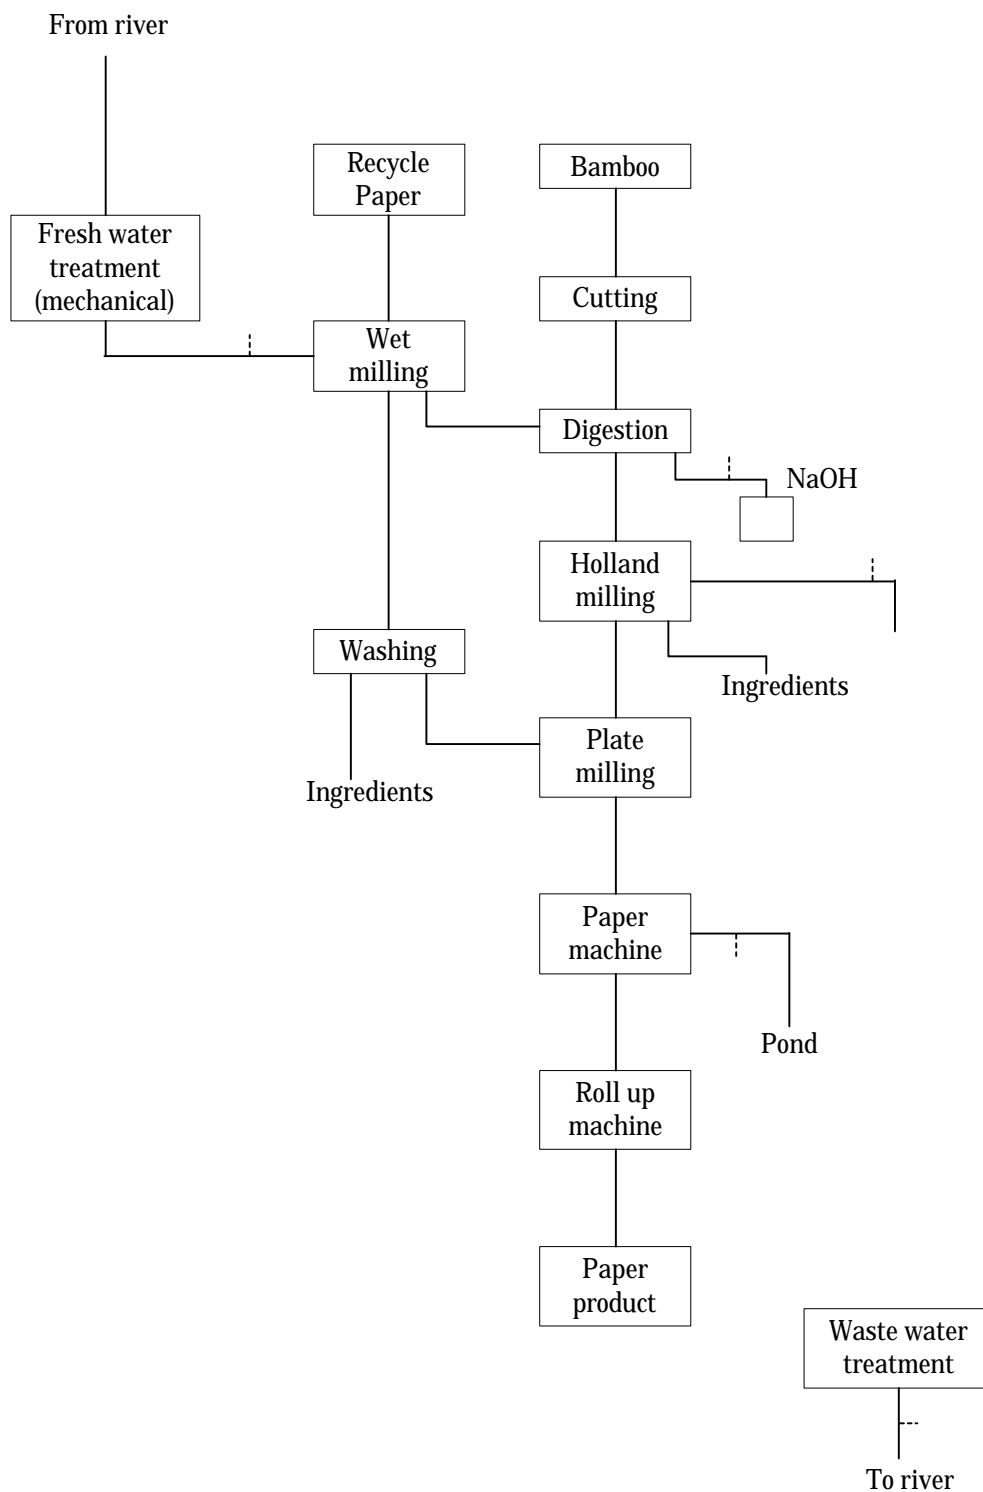 From river
Recycle
Paper
Bamboo
Fresh water
treatment
(mechanical)
Cutting
Wet
milling
Digestion
NaOH
Holland
milling
Washing
Ingredients
Plate
milling
Ingredients
Paper
machine
Pond
Roll up
machine
Paper
product
Waste water
treatment
To river